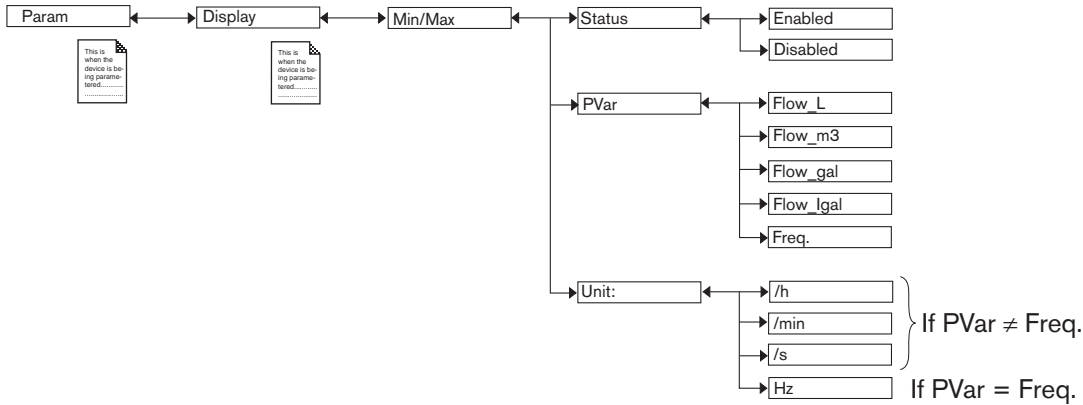 Param
Display
Min/Max
Status
Enabled
Disabled
This is
when the
device is be-
ing parame-
tered...........
......................
This is
when the
device is be-
ing parame-
tered...........
......................
PVar
Flow_L
Flow_m3
Flow_gal
Flow_Igal
Freq.
Unit:
/h
/min
/s
If PVar ≠ Freq.
Hz
If PVar = Freq.